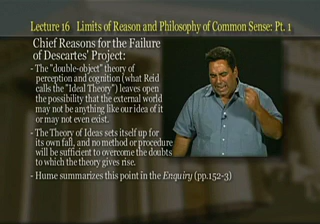 Lecture 16 Limits of Reason and Philosophy of Common Sense: Pt. 1
Chief Reasons for the Failure
of Descartes' Project:
- The "double-object" theory of
perception and cognition (what Reid
calls the "Ideal Theory") leaves open
the possibility that the external world
may not be anything like our idea of it
or may not even exist.
- The Theory of Ideas sets itself up for
its own fall, and no method or procedure
will be sufficient to overcome the doubts
to which the theory gives rise.
- Hume summarizes this point in the Enquiry (pp.152-3)